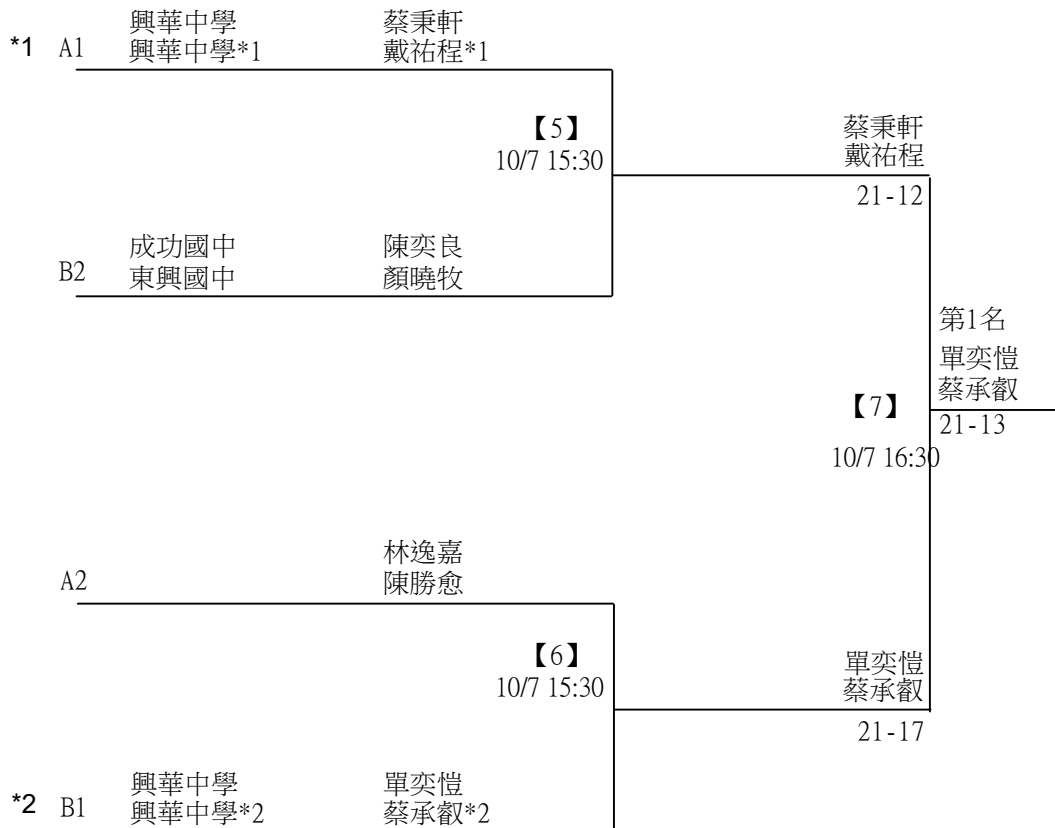 興華中學 蔡秉軒
*1 A1 興華中學*1 戴祐程*1
【5】
10/7 15:30
蔡秉軒
戴祐程
21-12
成功國中 陳奕良
B2 東興國中 顏曉牧
第1名
單奕愷
蔡承叡
【7】
21-13
10/7 16:30
林逸嘉
A2 陳勝愈
【6】
10/7 15:30
單奕愷
蔡承叡
21-17
興華中學 單奕愷
*2 B1 興華中學*2 蔡承叡*2